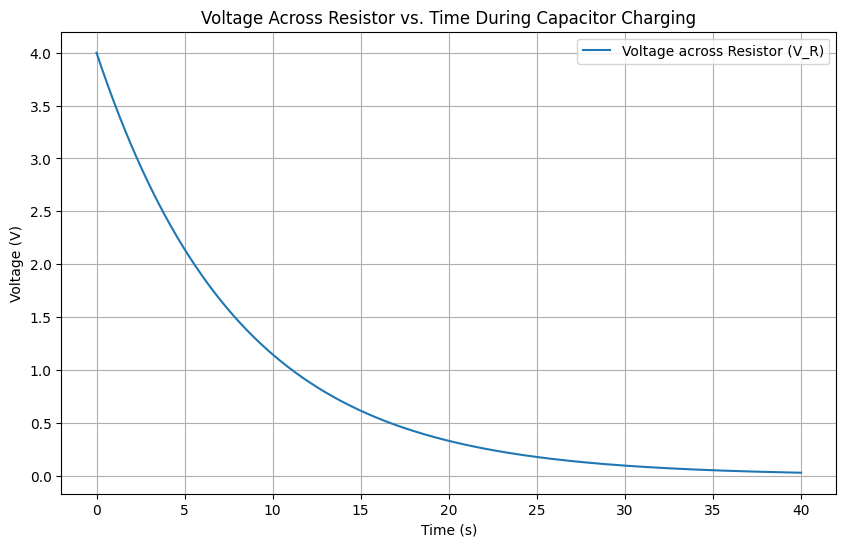 Voltage Across Resistor vs. Time During Capacitor Charging
Voltage across Resistor (V_R)
4.0
3.5
3.0
2.5
2.0
1.5
1.0
0.5
0.0
Voltage (V)
0 5 10 15 20 25 30 35 40
Time (s)